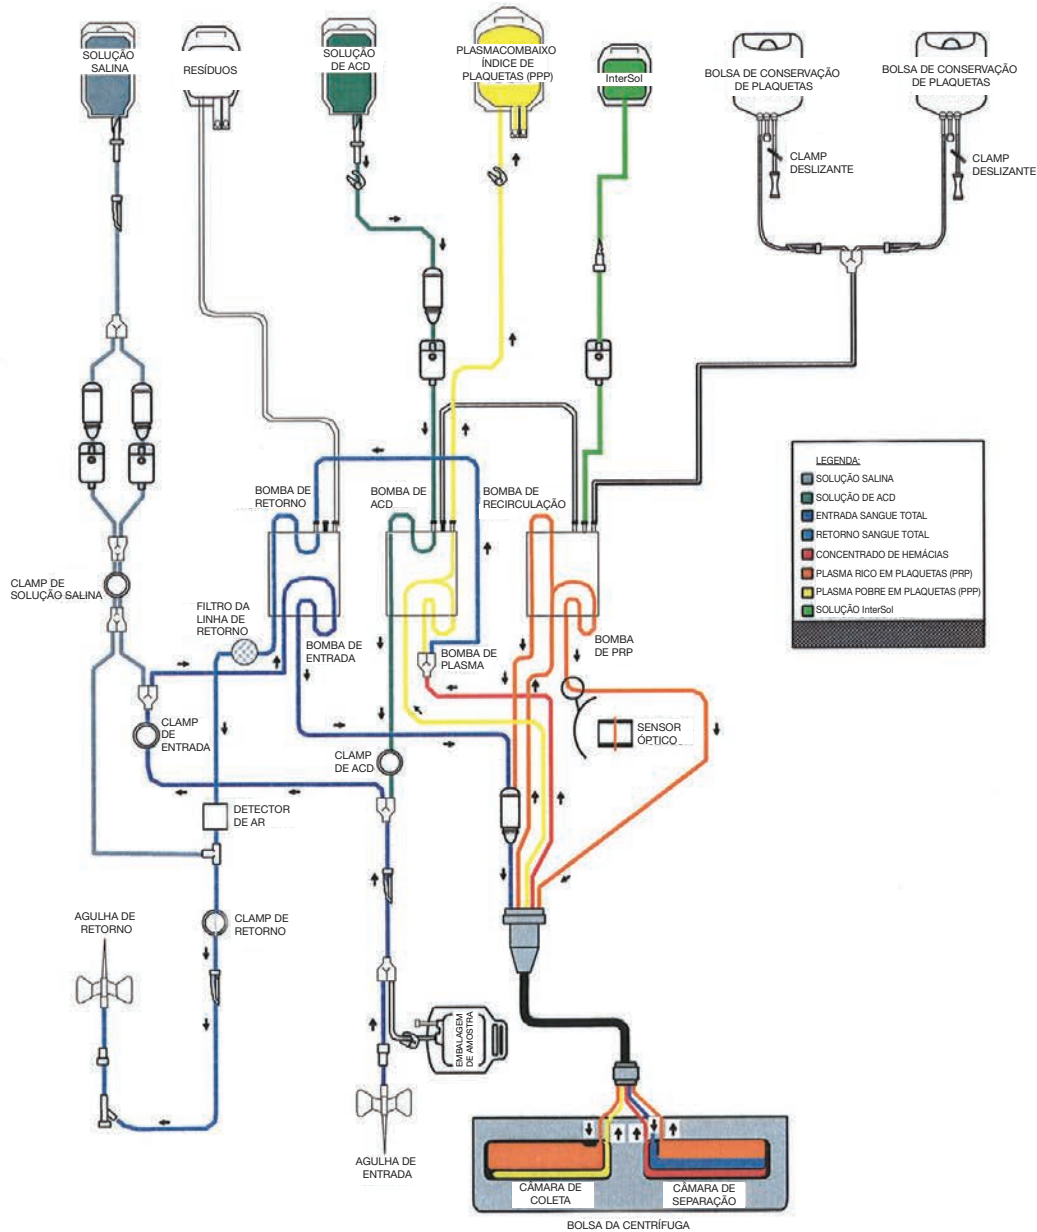 SOLUÇÃO
SALINA
RESÍDUOS
SOLUÇÃO
DE ACD
PLASMACOMBAIXO
ÍNDICE DE
PLAQUETAS (PPP)
InterSol
BOLSA DE CONSERVAÇÃO
DE PLAQUETAS
BOLSA DE CONSERVAÇÃO
DE PLAQUETAS
CLAMP
DESLIZANTE
CLAMP
DESLIZANTE
BOMBA DE
RETORNO
BOMBA DE
ACD
BOMBA DE
RECIRCULAÇÃO
LEGENDA:
SOLUÇÃO SALINA
SOLUÇÃO DE ACD
ENTRADA SANGUE TOTAL
RETORNO SANGUE TOTAL
CONCENTRADO DE HEMÁCIAS
PLASMA RICO EM PLAQUETAS (PRP)
PLASMA POBRE EM PLAQUETAS (PPP)
SOLUÇÃO InterSol
CLAMP DE
SOLUÇÃO SALINA
FILTRO DA
LINHA DE
RETORNO
BOMBA DE
ENTRADA
BOMBA DE
PLASMA
BOMBA
DE PRP
CLAMP
DE
ENTRADA
CLAMP
DE ACD
SENSOR
ÓPTICO
DETECTOR
DE AR
AGULHA DE
RETORNO
CLAMP DE
RETORNO
EMBALAGEM
DE AMOSTRA
AGULHA DE
ENTRADA
CÂMARA DE
COLETA
CÂMARA DE
SEPARAÇÃO
BOLSA DA CENTRÍFUGA